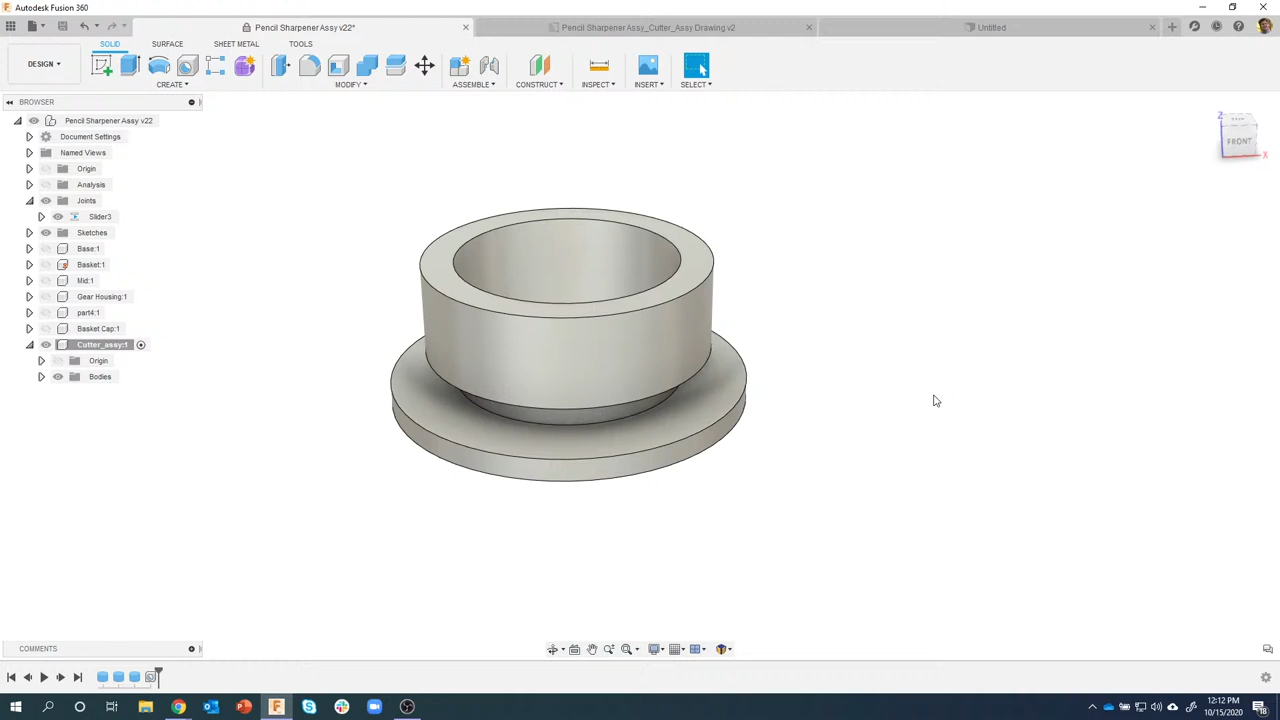 Autodesk Fusion 360
Pencil Sharpener Assy v22*
Pencil Sharpener Assy_Cutter_Assy Drawing v2
Untitled
DESIGN
SOLID
SURFACE
SHEET METAL
TOOLS
CREATE
MODIFY
ASSEMBLE
CONSTRUCT
INSPECT
INSERT
SELECT
BROWSER
Pencil Sharpener Assy v22
Document Settings
Named Views
Origin
Analysis
Joints
Slider3
Sketches
Base:1
Basket:1
Mid:1
Gear Housing:1
part4:1
Basket Cap:1
Cutter_assy:1
Origin
Bodies
Z
TOP
FRONT
X
COMMENTS
12:12 PM
10/15/2020
18